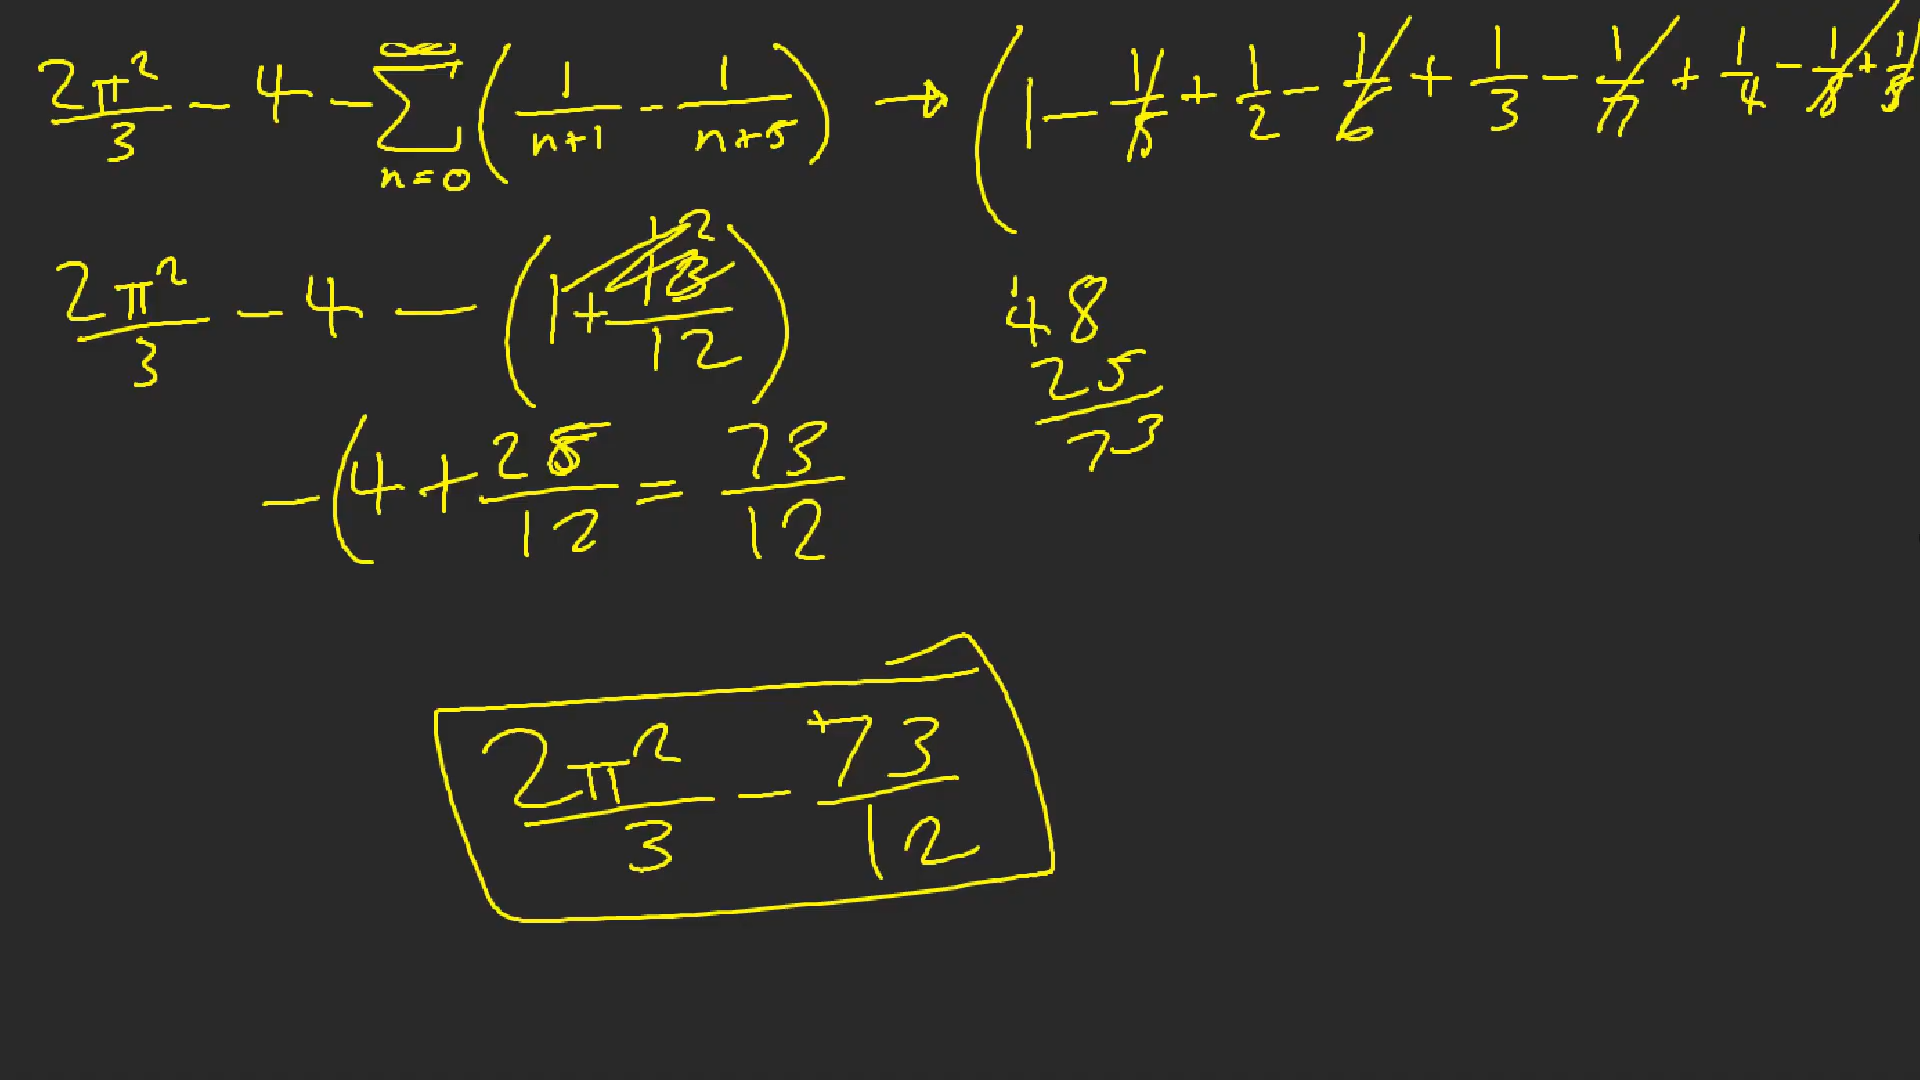 2π²/3 - 4 - ∑_{n=0}^{∞} (1/(n+1) - 1/(n+5)) → (1 - 1/5 + 1/2 - 1/6 + 1/3 - 1/7 + 1/4 - 1/8 + 1/5
2π²/3 - 4 - (1 + 13/12)
12
48
25
73
-(4 + 25/12 = 73/12
2π²/3 - 73/12